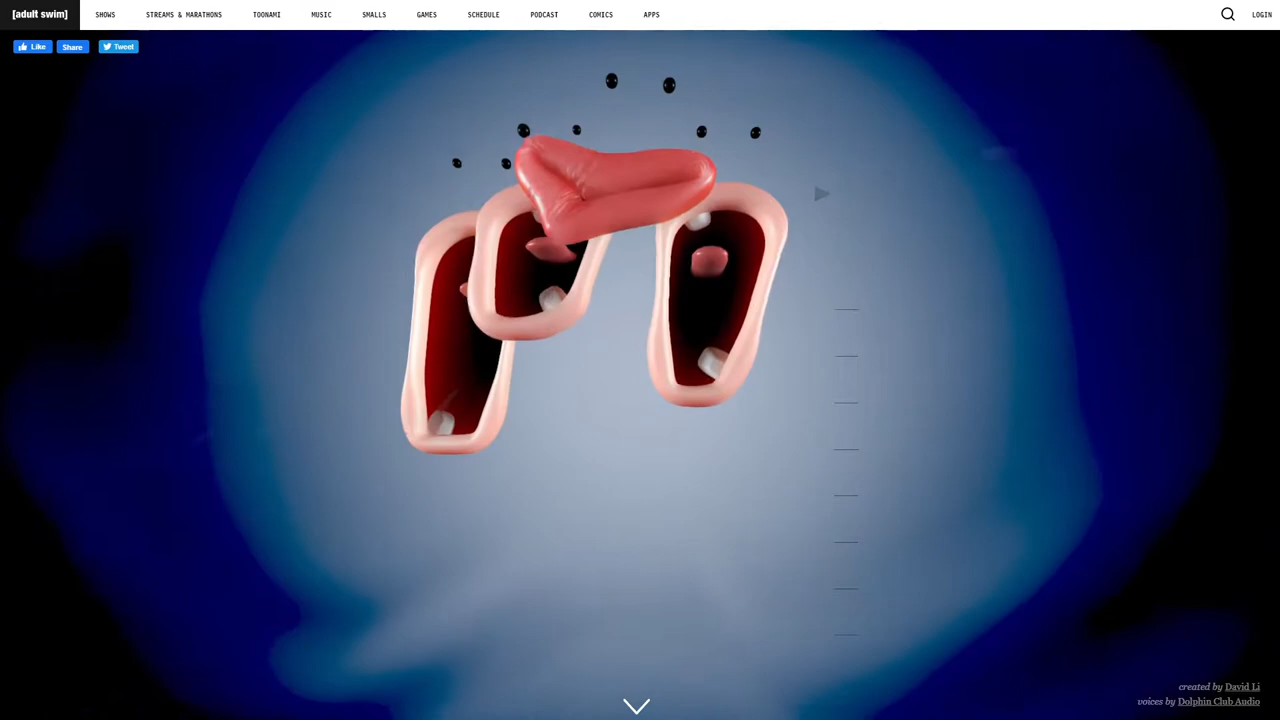 [adult swim] SHOWS STREAMS & MARATHONS TOONAMI MUSIC SMALLS GAMES SCHEDULE PODCAST COMICS APPS LOGIN
Like Share Tweet
created by David Li
voices by Dolphin Club Audio